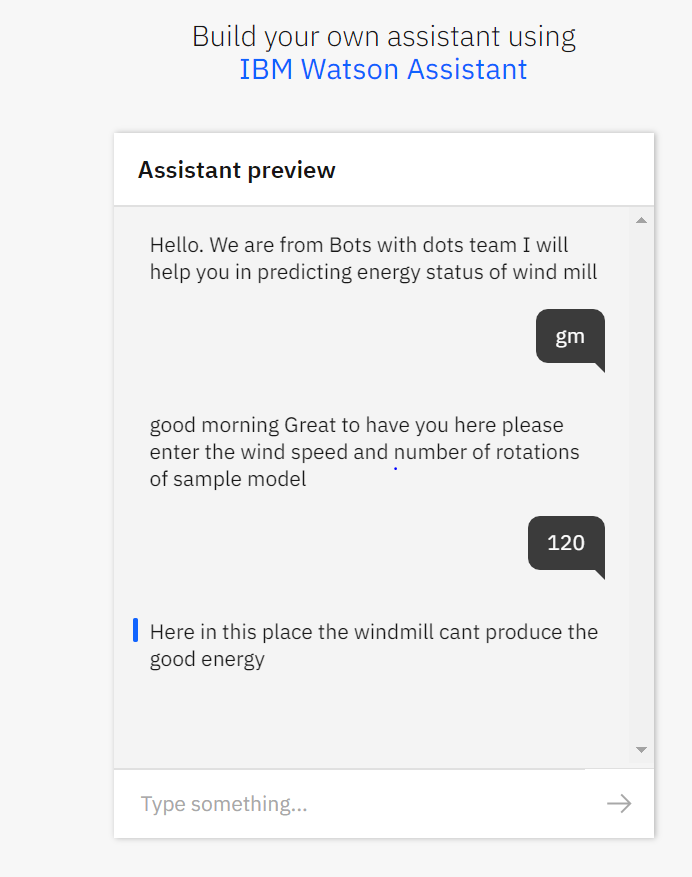 Build your own assistant using
IBM Watson Assistant
Assistant preview
Hello. We are from Bots with dots team I will
help you in predicting energy status of wind mill
gm
good morning Great to have you here please
enter the wind speed and number of rotations
of sample model
120
Here in this place the windmill cant produce the
good energy
Type something...